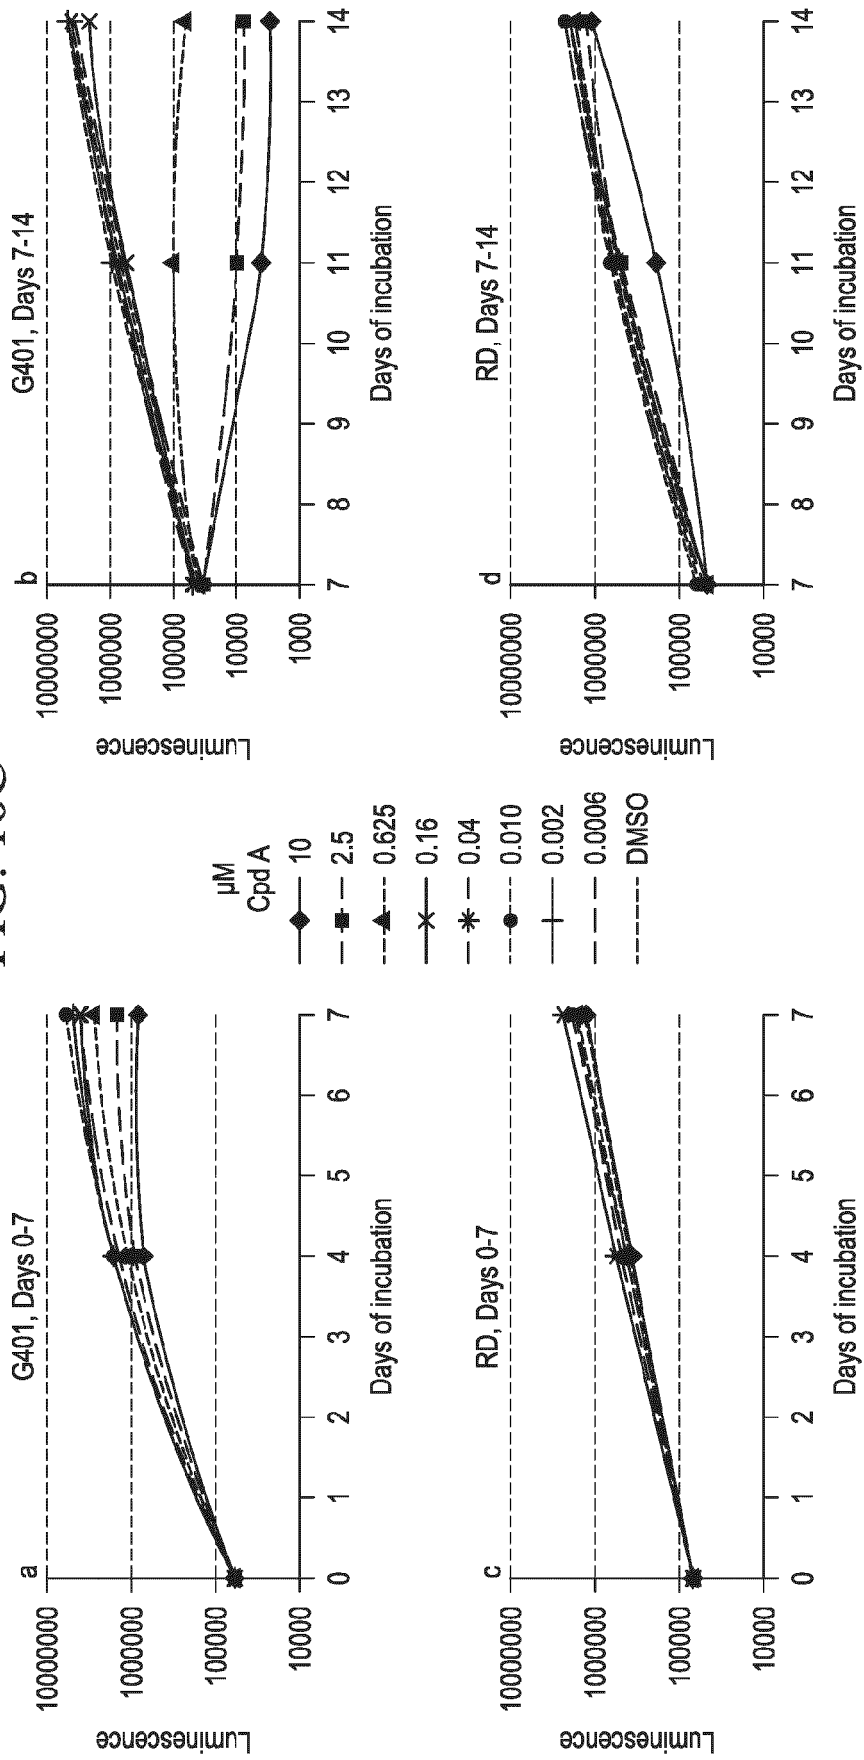 FIG.
a
G401, Days 0-7
Luminescence
10000000
1000000
100000
10000
0 1 2 3 4 5 6 7
Days of incubation
b
G401, Days 7-14
Luminescence
10000000
1000000
100000
10000
1000
7 8 9 10 11 12 13 14
Days of incubation
μM
Cpd A
10
2.5
0.625
0.16
0.04
0.010
0.002
0.0006
DMSO
c
RD, Days 0-7
Luminescence
10000000
1000000
100000
10000
0 1 2 3 4 5 6 7
Days of incubation
d
RD, Days 7-14
Luminescence
10000000
1000000
100000
10000
7 8 9 10 11 12 13 14
Days of incubation